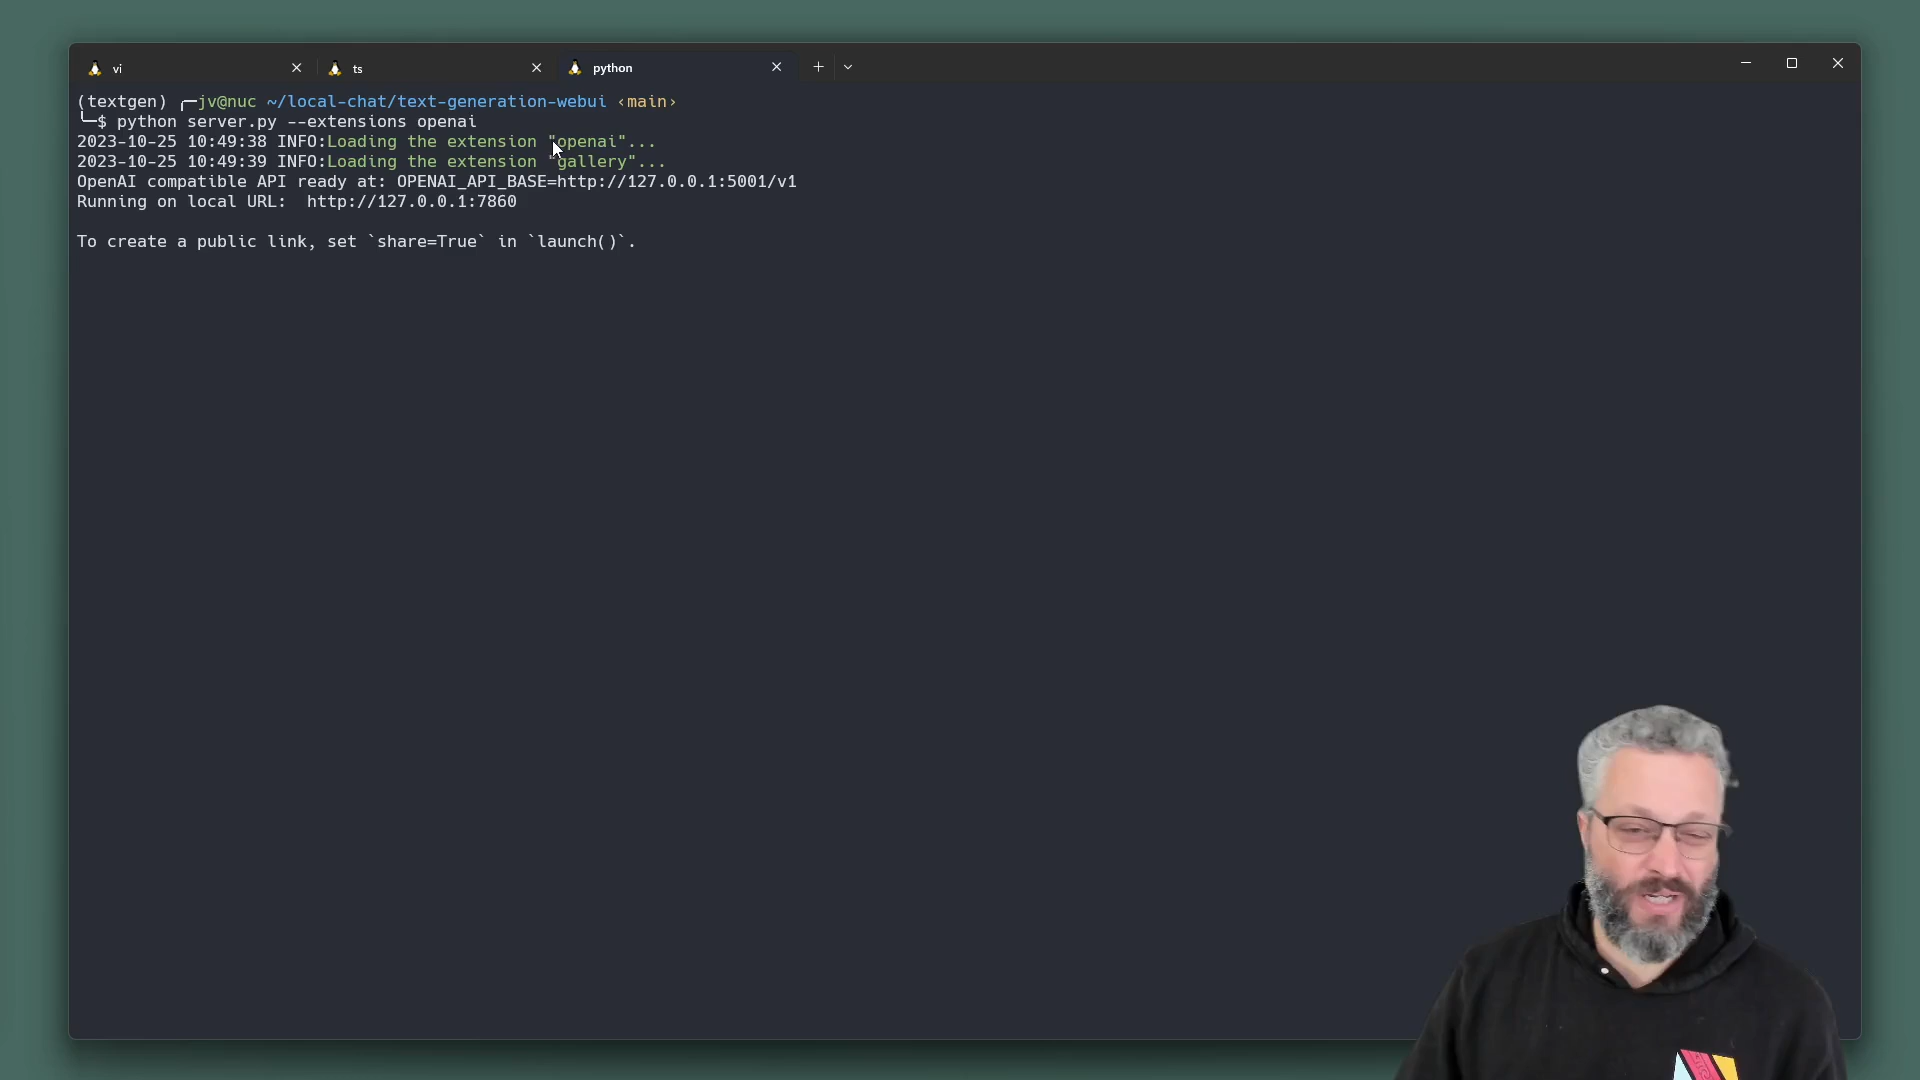 vi
ts
python
(textgen) ╭─jv@nuc ~/local-chat/text-generation-webui ‹main›
╰─$ python server.py --extensions openai
2023-10-25 10:49:38 INFO:Loading the extension "openai"...
2023-10-25 10:49:39 INFO:Loading the extension "gallery"...
OpenAI compatible API ready at: OPENAI_API_BASE=http://127.0.0.1:5001/v1
Running on local URL:  http://127.0.0.1:7860
To create a public link, set `share=True` in `launch()`.